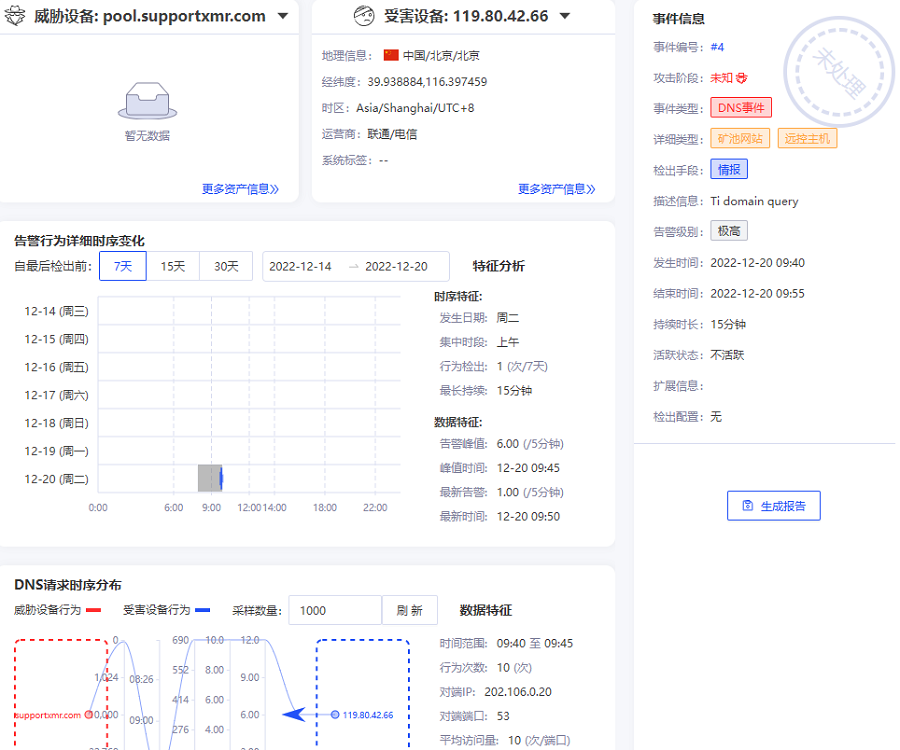 威胁设备: pool.supportxmr.com
暂无数据
更多资产信息
受害设备: 119.80.42.66
地理信息: 中国/北京/北京
经纬度: 39.938884,116.397459
时区: Asia/Shanghai/UTC+8
运营商: 联通/电信
系统标签: --
更多资产信息
事件信息
未处理
事件编号: #4
攻击阶段: 未知
事件类型: DNS事件
详细类型: 矿池网站 远控主机
检出手段: 情报
描述信息: Ti domain query
告警级别: 极高
发生时间: 2022-12-20 09:40
结束时间: 2022-12-20 09:55
持续时长: 15分钟
活跃状态: 不活跃
扩展信息:
检出配置: 无
生成报告
告警行为详细时序变化
自最后检出前: 7天 15天 30天 2022-12-14 → 2022-12-20
12-14 (周三)
12-15 (周四)
12-16 (周五)
12-17 (周六)
12-18 (周日)
12-19 (周一)
12-20 (周二)
0:00 6:00 9:00 12:00 14:00 18:00 22:00
特征分析
时序特征:
发生日期: 周二
集中时段: 上午
行为检出: 1 (次/7天)
最长持续: 15分钟
数据特征:
告警峰值: 6.00 (/5分钟)
峰值时间: 12-20 09:45
最新告警: 1.00 (/5分钟)
最新时间: 12-20 09:50
DNS请求时序分布
威胁设备行为 受害设备行为 采样数量: 1000 刷新
0 690 10.0 12.0
1,024 08:26 552 8.00 9.00
414 6.00
supportxmr.com 09:00 6.00 119.80.42.66
276 4.00
数据特征
时间范围: 09:40 至 09:45
行为次数: 10 (次)
对端IP: 202.106.0.20
对端端口: 53
平均访问量: 10 (次/端口)